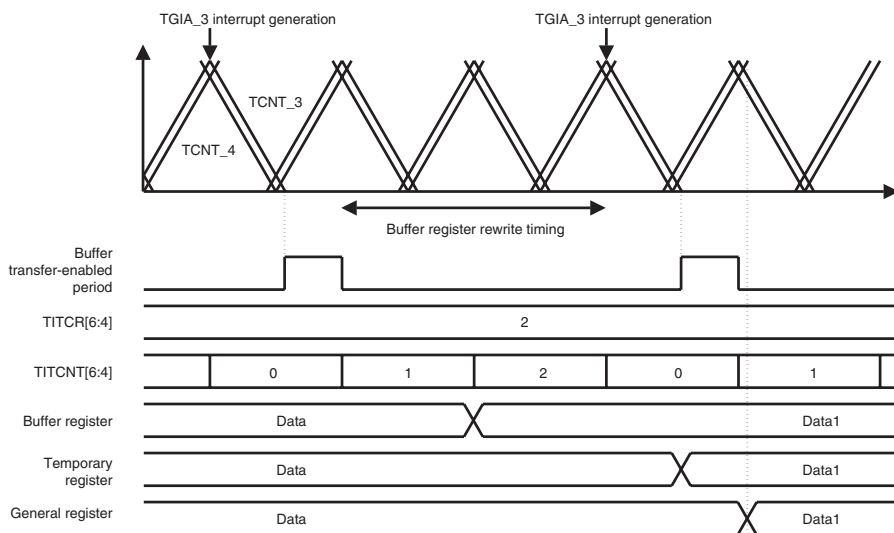 TGIA_3 interrupt generation
TGIA_3 interrupt generation
TCNT_3
TCNT_4
Buffer register rewrite timing
Buffer
transfer-enabled
period
TITCR[6:4]
2
TITCNT[6:4]
0
1
2
0
1
Buffer register
Data
Data1
Temporary
register
Data
Data1
General register
Data
Data1